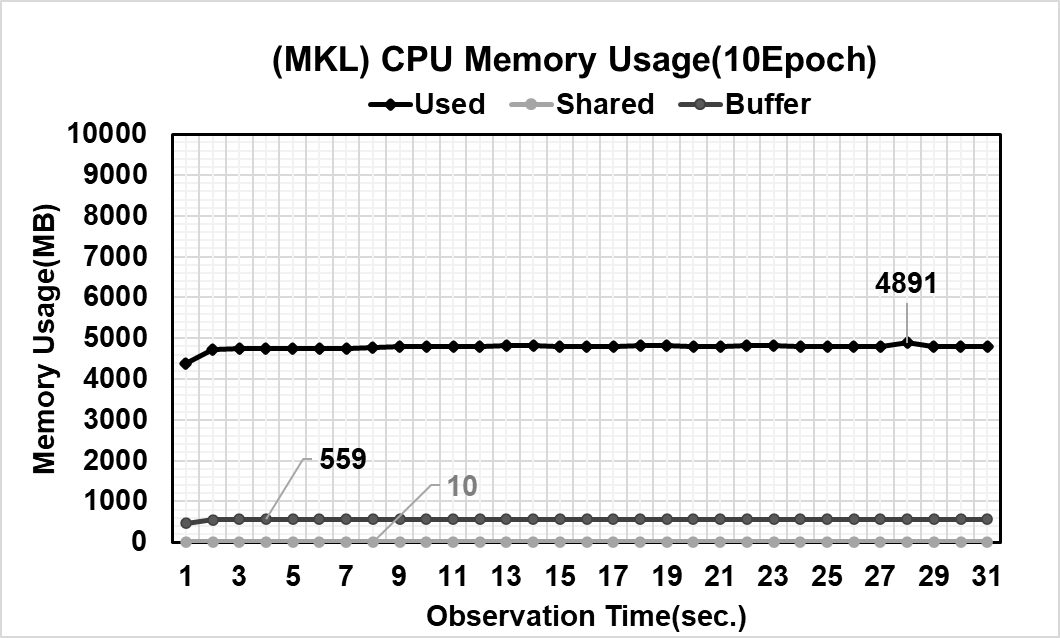 (MKL) CPU Memory Usage(10Epoch)
Used Shared Buffer
10000
9000
8000
7000
6000
5000
4000
3000
2000
1000
0
Memory Usage(MB)
4891
559
10
1 3 5 7 9 11 13 15 17 19 21 23 25 27 29 31
Observation Time(sec.)